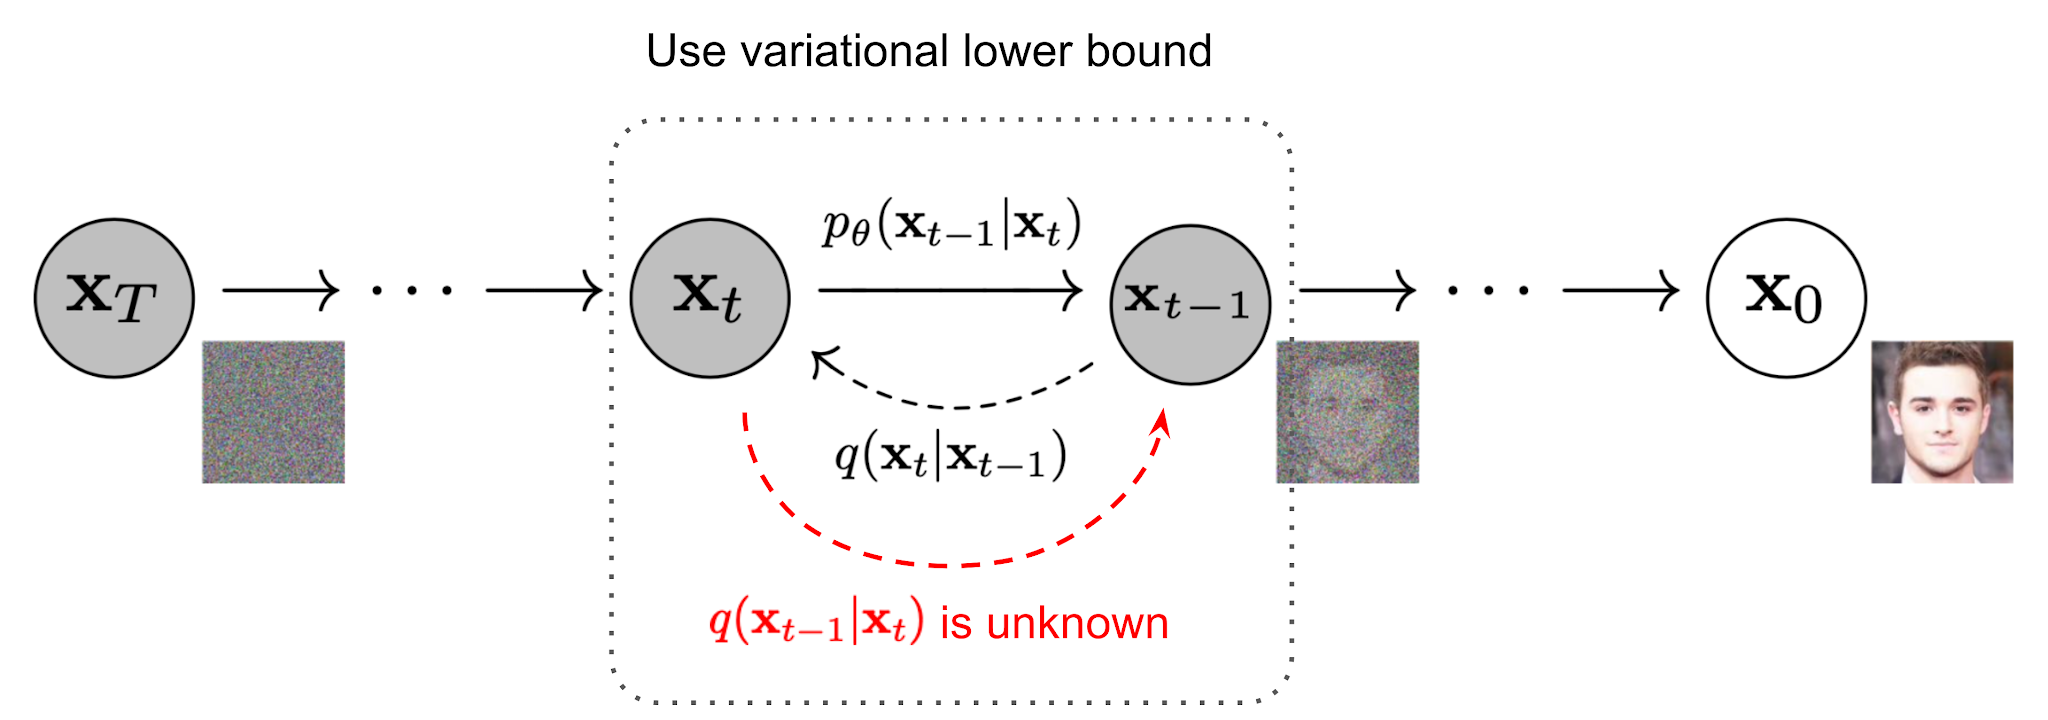 Use variational lower bound
x_T
· · ·
x_t
p_θ(x_{t−1}|x_t)
x_{t−1}
· · ·
x_0
q(x_t|x_{t−1})
q(x_{t−1}|x_t) is unknown